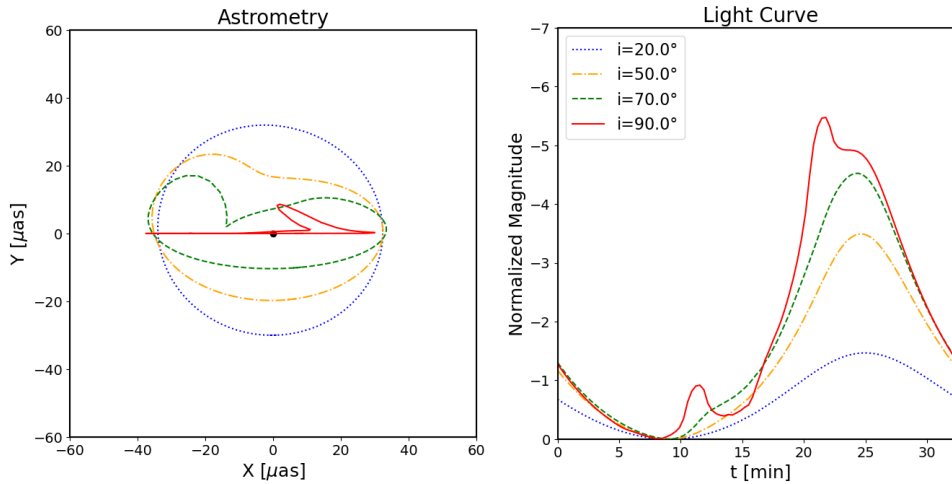 Astrometry
60
40
20
0
−20
−40
−60
−60
−40
−20
0
20
40
60
Y [μas]
X [μas]
Light Curve
i=20.0°
i=50.0°
i=70.0°
i=90.0°
−7
−6
−5
−4
−3
−2
−1
0
0
5
10
15
20
25
30
Normalized Magnitude
t [min]